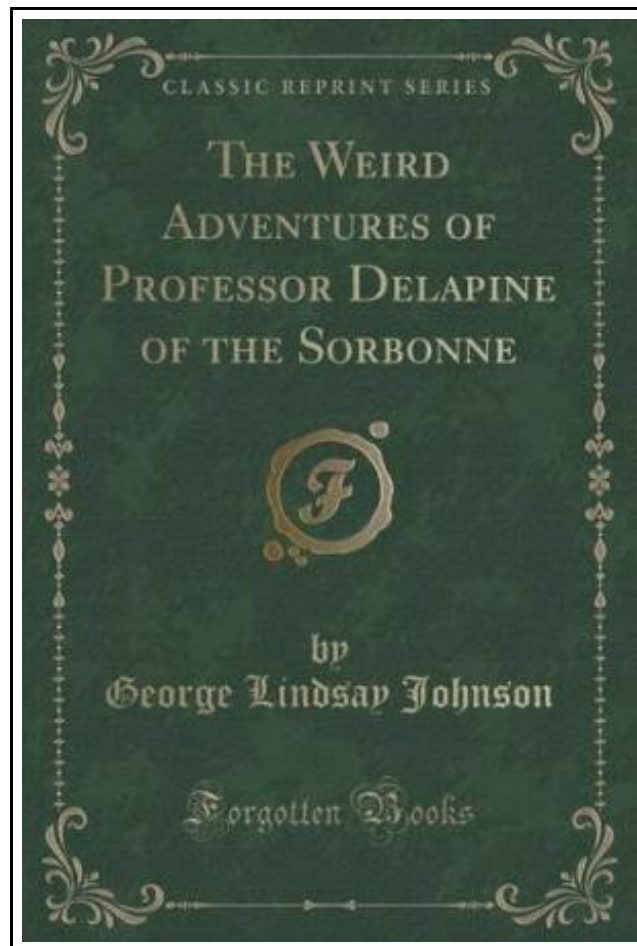 CLASSIC REPRINT SERIES
THE WEIRD
ADVENTURES OF
PROFESSOR DELAPINE
OF THE SORBONNE
F
by
George Lindsay Johnson
Forgotten Books